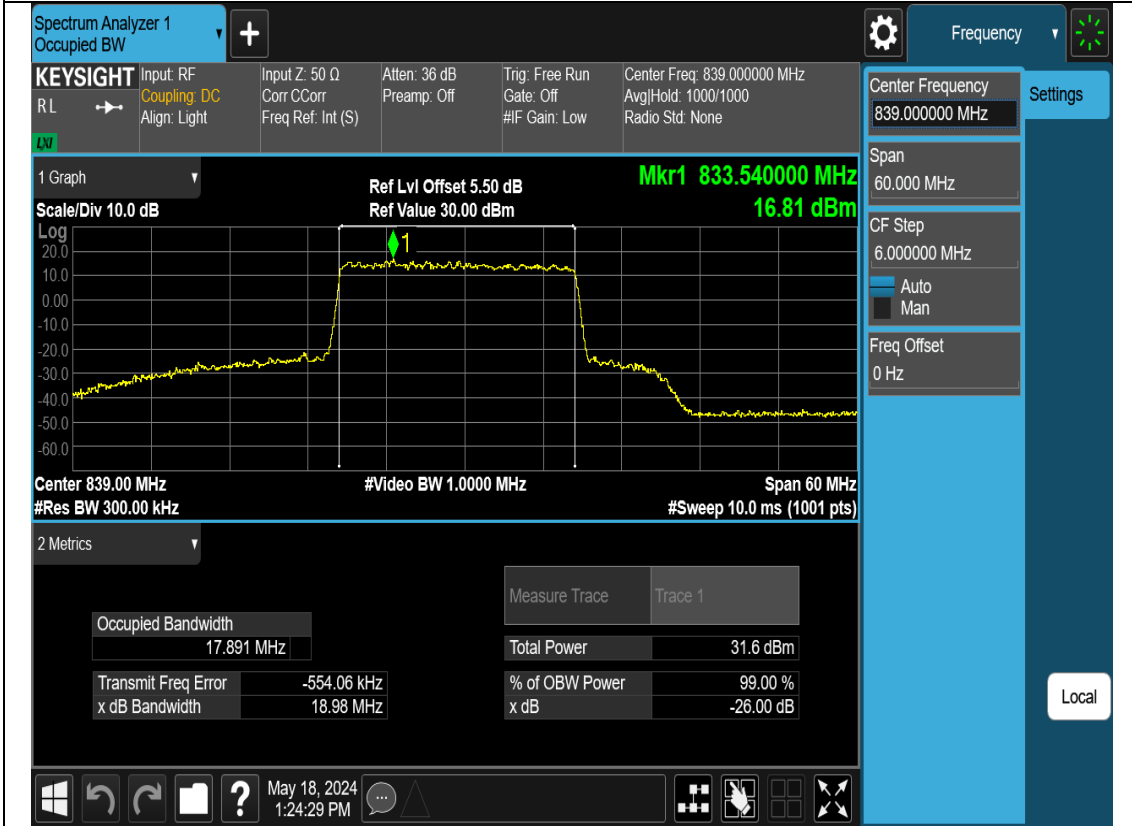 Spectrum Analyzer 1
Occupied BW
Frequency
KEYSIGHT
R L
LXI
Input: RF
Coupling: DC
Align: Light
Input Z: 50 Ω
Corr CCorr
Freq Ref: Int (S)
Atten: 36 dB
Preamp: Off
Trig: Free Run
Gate: Off
#IF Gain: Low
Center Freq: 839.000000 MHz
Avg|Hold: 1000/1000
Radio Std: None
Center Frequency
839.000000 MHz
Settings
Span
60.000 MHz
CF Step
6.000000 MHz
Auto
Man
Freq Offset
0 Hz
Local
1 Graph
Scale/Div 10.0 dB
Ref Lvl Offset 5.50 dB
Ref Value 30.00 dBm
Mkr1 833.540000 MHz
16.81 dBm
Log
1
20.0
10.0
0.00
-10.0
-20.0
-30.0
-40.0
-50.0
-60.0
Center 839.00 MHz
#Video BW 1.0000 MHz
Span 60 MHz
#Res BW 300.00 kHz
#Sweep 10.0 ms (1001 pts)
2 Metrics
Measure Trace
Trace 1
Occupied Bandwidth
17.891 MHz
Total Power
31.6 dBm
Transmit Freq Error
-554.06 kHz
% of OBW Power
99.00 %
x dB Bandwidth
18.98 MHz
x dB
-26.00 dB
?
May 18, 2024
1:24:29 PM